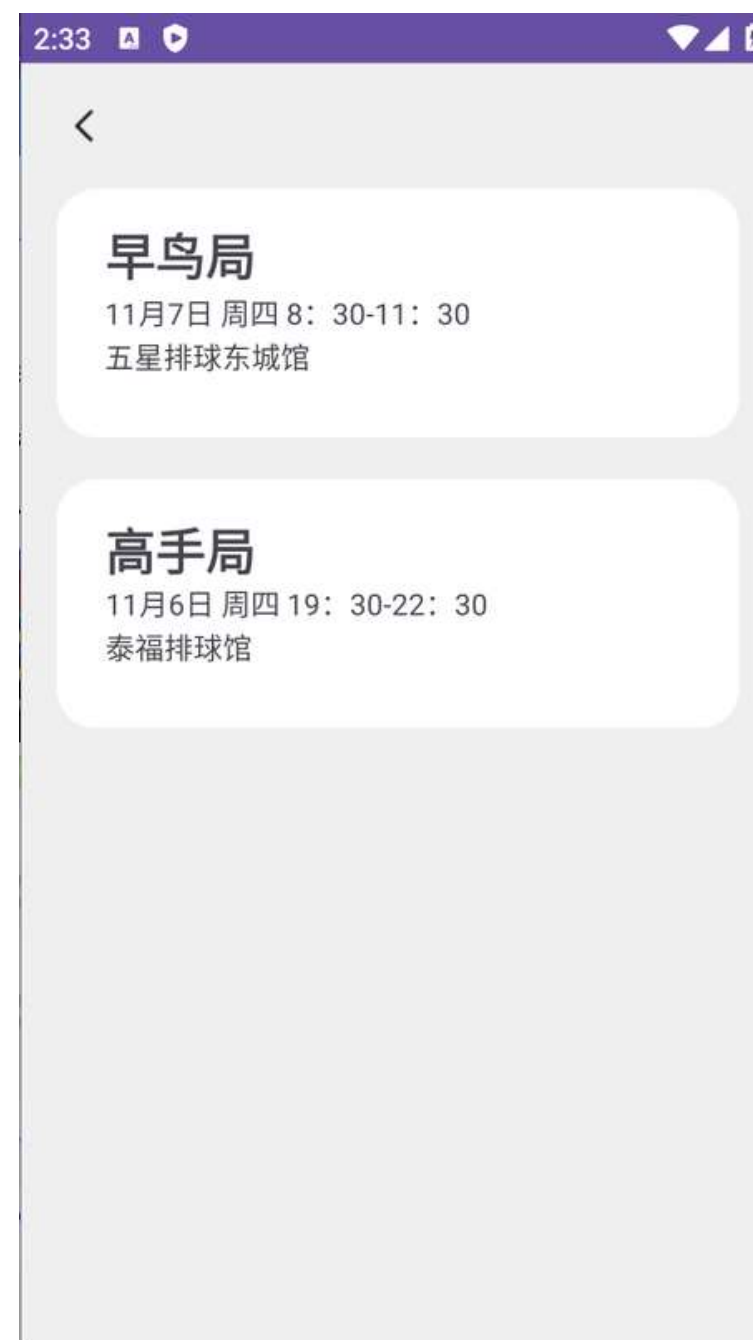 2:33
早鸟局
11月7日 周四 8：30-11：30
五星排球东城馆
高手局
11月6日 周四 19：30-22：30
泰福排球馆